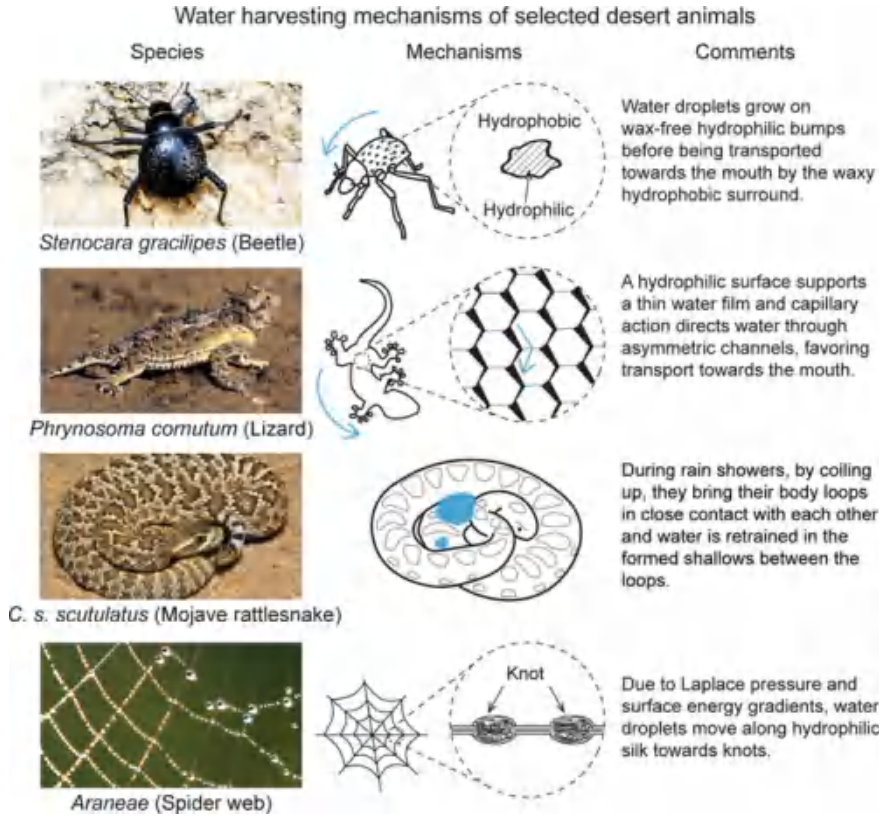 Water harvesting mechanisms of selected desert animals
Species
Mechanisms
Comments
Hydrophobic
Hydrophilic
Water droplets grow on
wax-free hydrophilic bumps
before being transported
towards the mouth by the waxy
hydrophobic surround.
Stenocara gracilipes (Beetle)
A hydrophilic surface supports
a thin water film and capillary
action directs water through
asymmetric channels, favoring
transport towards the mouth.
Phrynosoma cornutum (Lizard)
During rain showers, by coiling
up, they bring their body loops
in close contact with each other
and water is retrained in the
formed shallows between the
loops.
C. s. scutulatus (Mojave rattlesnake)
Knot
Due to Laplace pressure and
surface energy gradients, water
droplets move along hydrophilic
silk towards knots.
Araneae (Spider web)